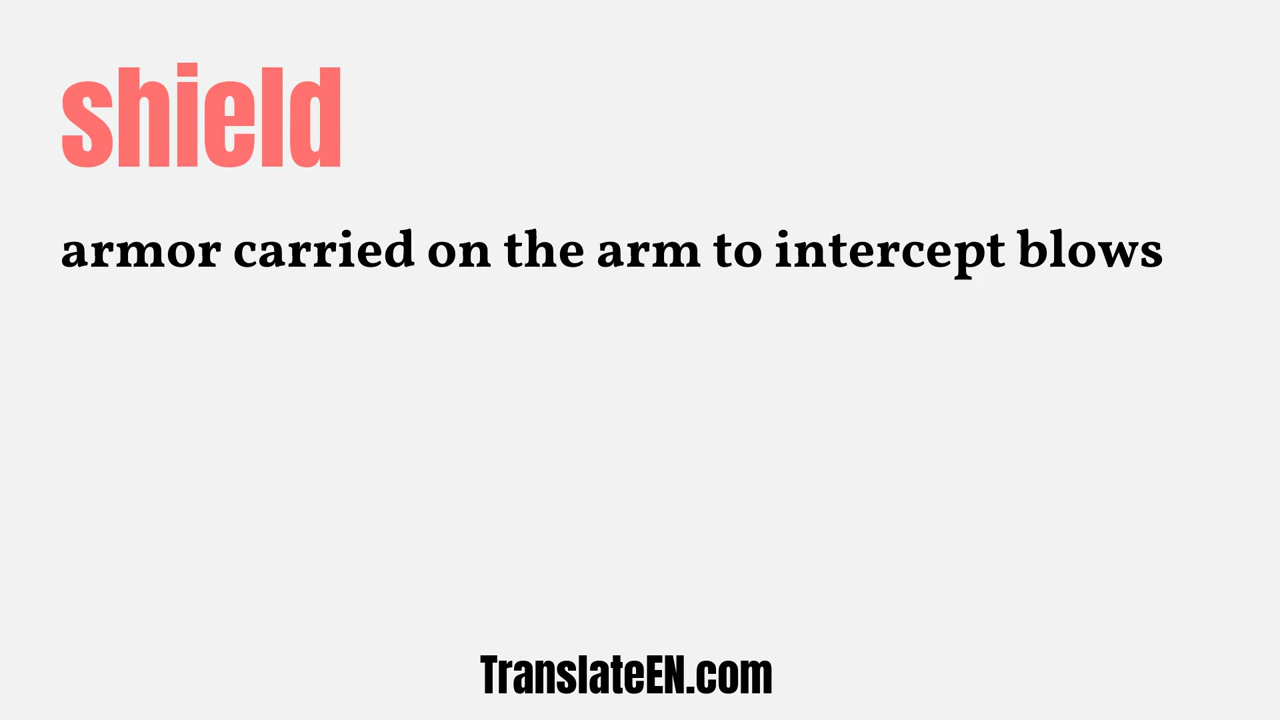 shield
armor carried on the arm to intercept blows
TranslateEN.com